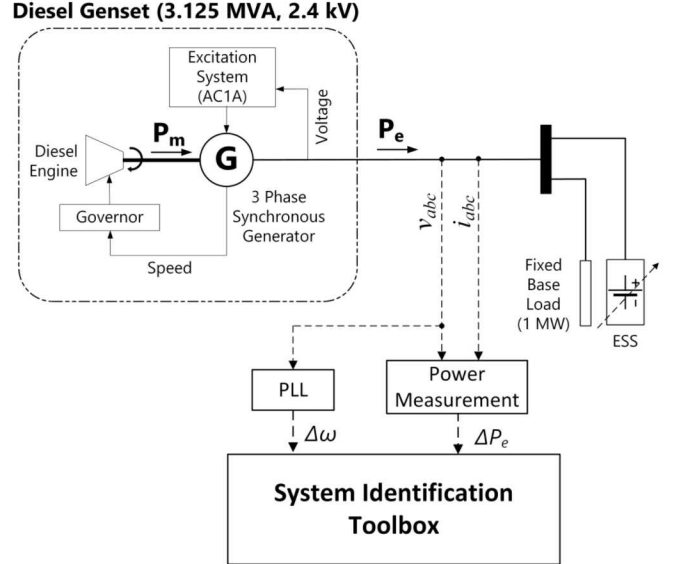 Diesel Genset (3.125 MVA, 2.4 kV)
Excitation
System
(AC1A)
Voltage
Pm
Pe
Diesel
Engine
G
Governor
3 Phase
Synchronous
Generator
Speed
vabc
iabc
Fixed
Base
Load
(1 MW)
+
-
ESS
PLL
Power
Measurement
Δω
ΔPe
System Identification
Toolbox